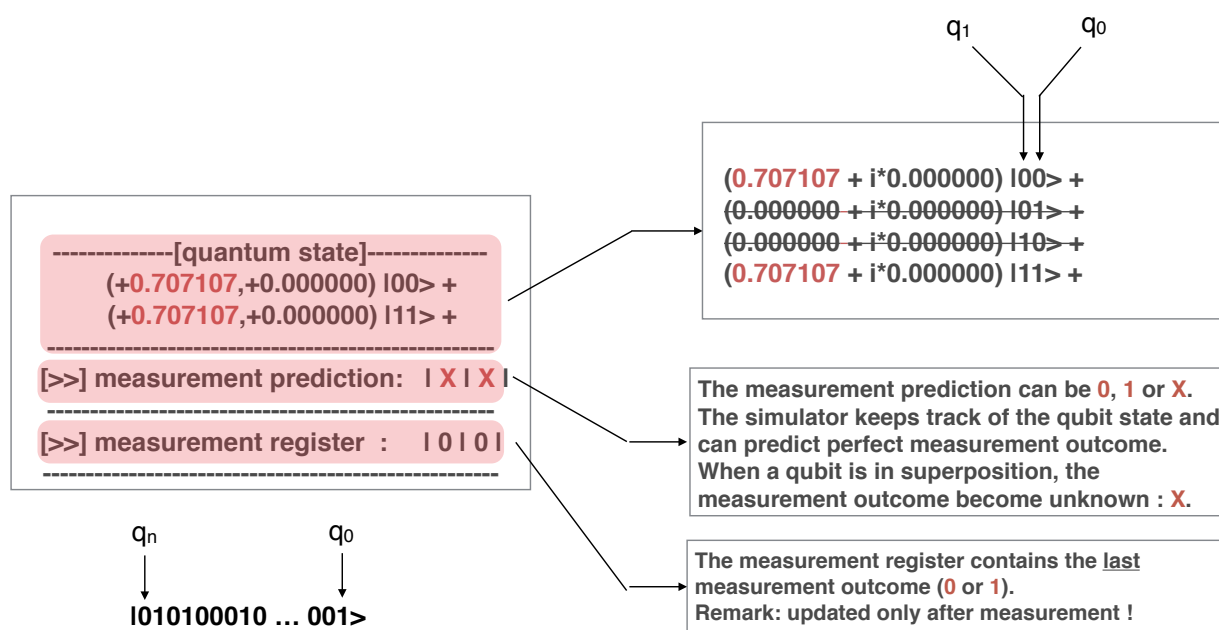 q1 q0
(0.707107 + i*0.000000) |00> +
(0.000000 + i*0.000000) |01> +
(0.000000 + i*0.000000) |10> +
(0.707107 + i*0.000000) |11> +
--------------[quantum state]--------------
(+0.707107,+0.000000) |00> +
(+0.707107,+0.000000) |11> +
----------------------------------------------------
[>>] measurement prediction: | X | X |
----------------------------------------------------
[>>] measurement register : | 0 | 0 |
-----------------------------------------------------
The measurement prediction can be 0, 1 or X.
The simulator keeps track of the qubit state and
can predict perfect measurement outcome.
When a qubit is in superposition, the
measurement outcome become unknown : X.
The measurement register contains the last
measurement outcome (0 or 1).
Remark: updated only after measurement !
qn q0
|010100010 ... 001>